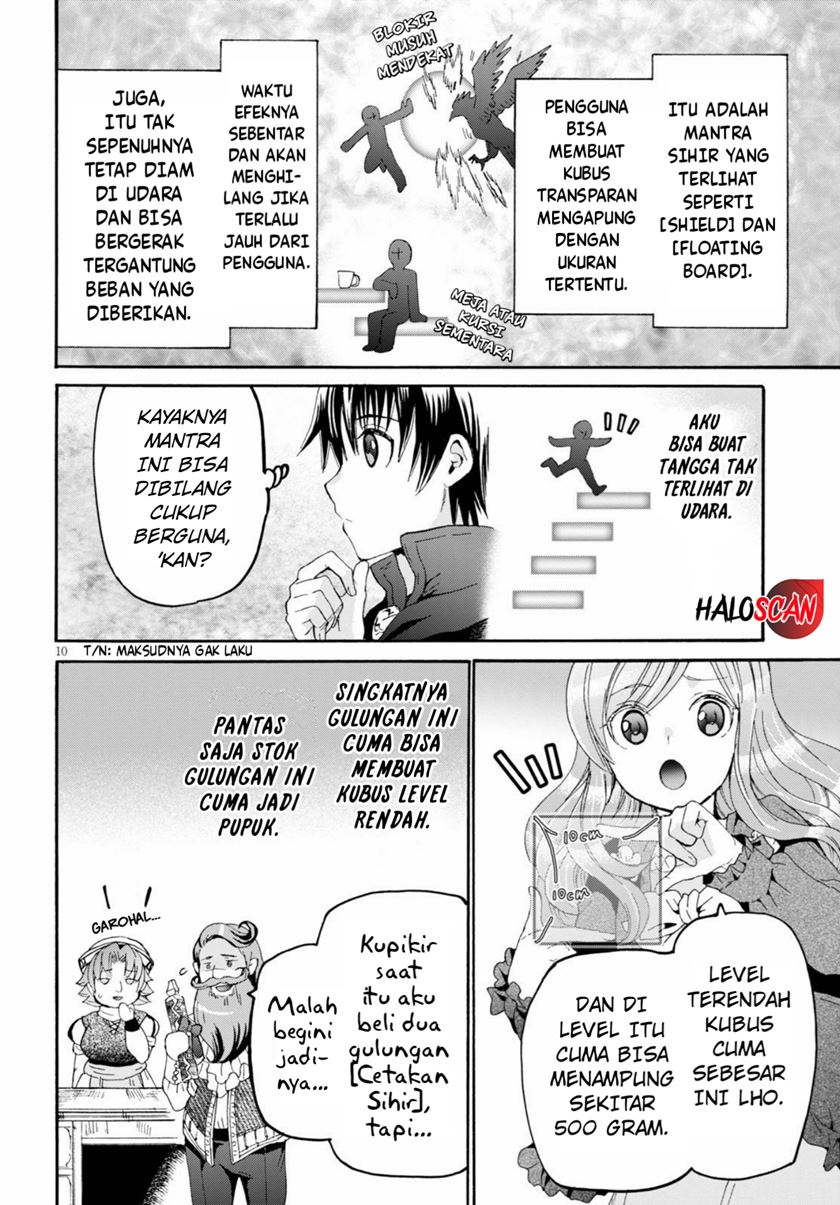 ITU ADALAH
MANTRA
SIHIR YANG
TERLIHAT
SEPERTI
[SHIELD] DAN
[FLOATING
BOARD].
PENGGUNA
BISA
MEMBUAT
KUBUS
TRANSPARAN
MENGAPUNG
DENGAN
UKURAN
TERTENTU.
BLOKIR
MUSUH
MENDEKAT
MEJA ATAU
KURSI
SEMENTARA
WAKTU
EFEKNYA
SEBENTAR
DAN AKAN
MENGHI-
LANG JIKA
TERLALU
JAUH DARI
PENGGUNA.
JUGA,
ITU TAK
SEPENUHNYA
TETAP DIAM
DI UDARA
DAN BISA
BERGERAK
TERGANTUNG
BEBAN YANG
DIBERIKAN.
AKU
BISA BUAT
TANGGA TAK
TERLIHAT DI
UDARA.
KAYAKNYA
MANTRA
INI BISA
DIBILANG
CUKUP
BERGUNA,
'KAN?
HALOSCAN
10
T/N: MAKSUDNYA GAK LAKU
10cm
10cm
LEVEL
TERENDAH
KUBUS
CUMA
SEBESAR
INI LHO.
DAN DI
LEVEL ITU
CUMA BISA
MENAMPUNG
SEKITAR
500 GRAM.
SINGKATNYA
GULUNGAN INI
CUMA BISA
MEMBUAT
KUBUS LEVEL
RENDAH.
PANTAS
SAJA STOK
GULUNGAN INI
CUMA JADI
PUPUK.
Kupikir
saat
itu aku
beli dua
gulungan
[Cetakan
Sihir],
tapi...
Malah
begini
jadi-
nya...
GAROHAL...